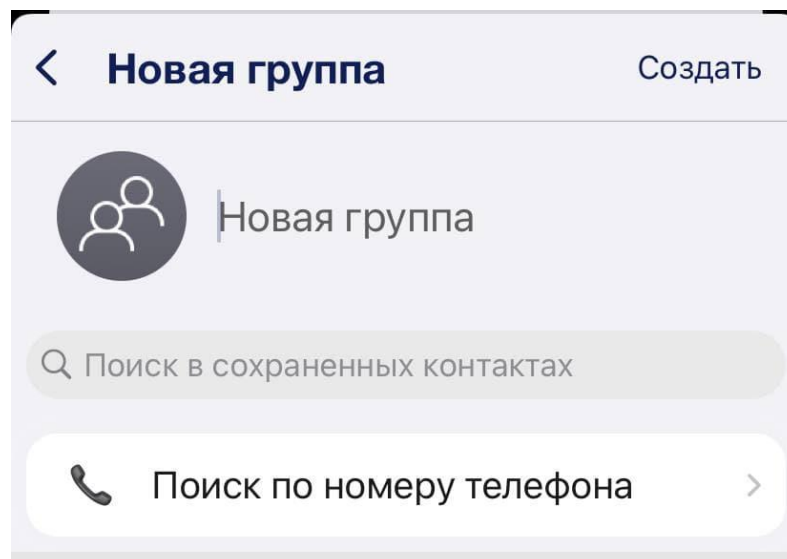 Новая группа
Создать
Новая группа
Поиск в сохраненных контактах
Поиск по номеру телефона